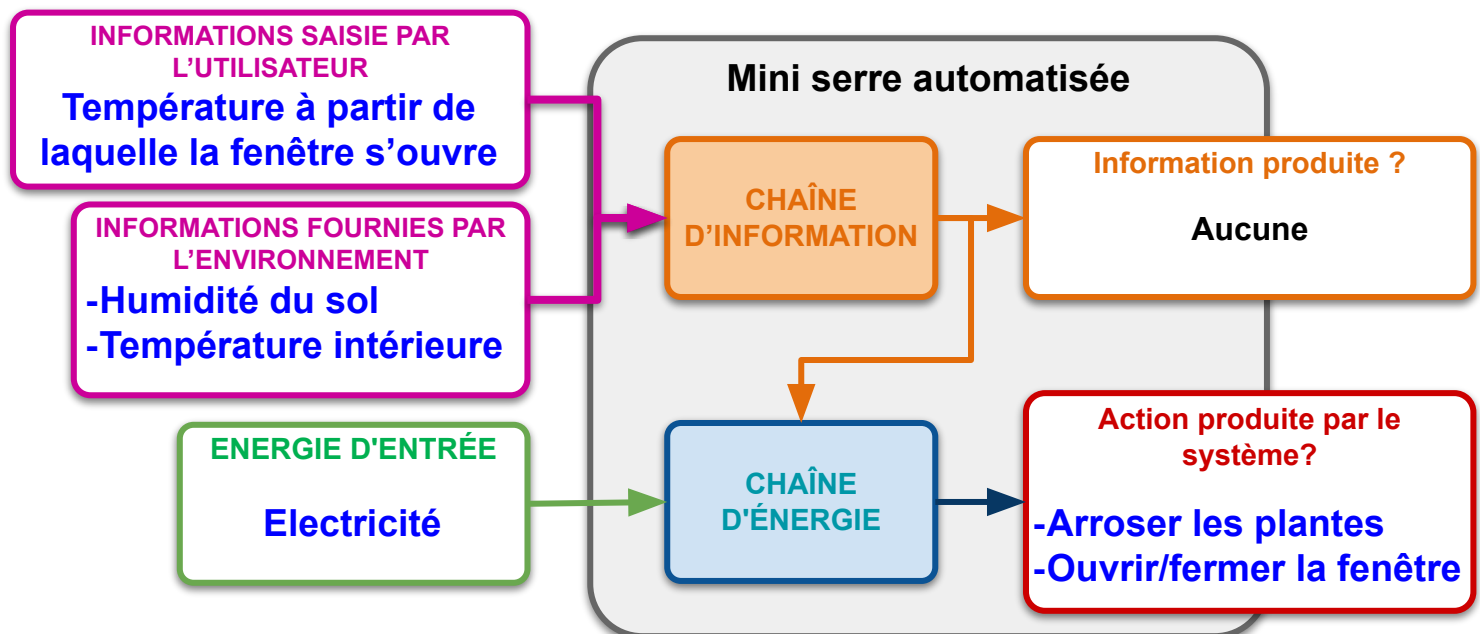 INFORMATIONS SAISIE PAR
L’UTILISATEUR
Température à partir de
laquelle la fenêtre s’ouvre
INFORMATIONS FOURNIES PAR
L’ENVIRONNEMENT
-Humidité du sol
-Température intérieure
ENERGIE D'ENTRÉE
Electricité
Mini serre automatisée
CHAÎNE
D’INFORMATION
CHAÎNE
D'ÉNERGIE
Information produite ?
Aucune
Action produite par le
système?
-Arroser les plantes
-Ouvrir/fermer la fenêtre